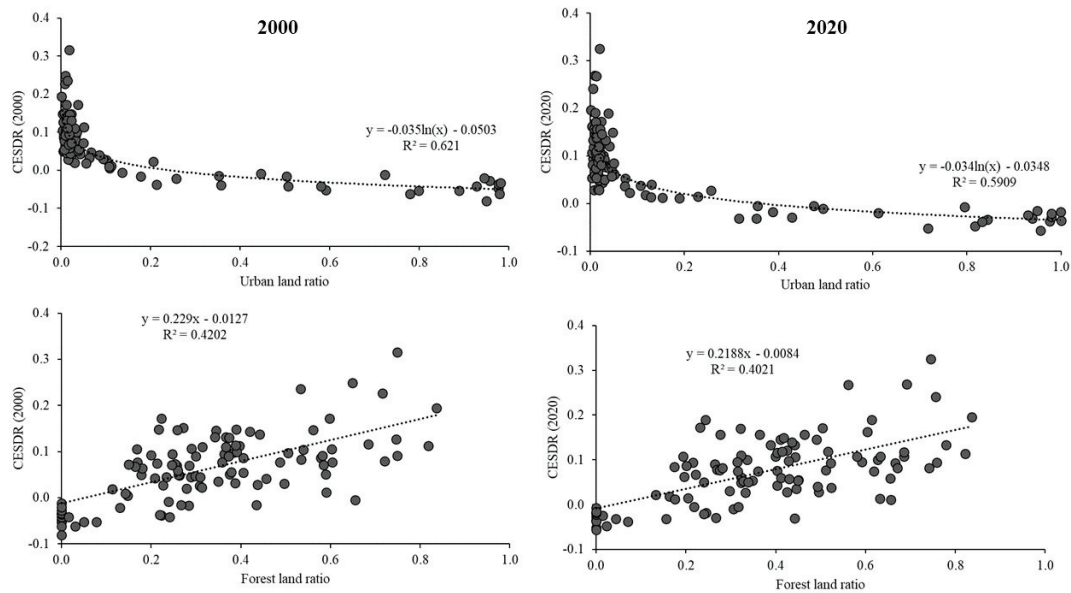 2000
0.4
0.3
0.2
0.1
0.0
-0.1
-0.2
CESDR (2000)
y = -0.035ln(x) - 0.0503
R² = 0.621
0.0 0.2 0.4 0.6 0.8 1.0
Urban land ratio
2020
0.4
0.3
0.2
0.1
0.0
-0.1
CESDR (2020)
y = -0.034ln(x) - 0.0348
R² = 0.5909
0.0 0.2 0.4 0.6 0.8 1.0
Urban land ratio
0.4
0.3
0.2
0.1
0.0
-0.1
CESDR (2000)
y = 0.229x - 0.0127
R² = 0.4202
0.0 0.2 0.4 0.6 0.8 1.0
Forest land ratio
0.4
0.3
0.2
0.1
0.0
-0.1
CESDR (2020)
y = 0.2188x - 0.0084
R² = 0.4021
0.0 0.2 0.4 0.6 0.8 1.0
Forest land ratio